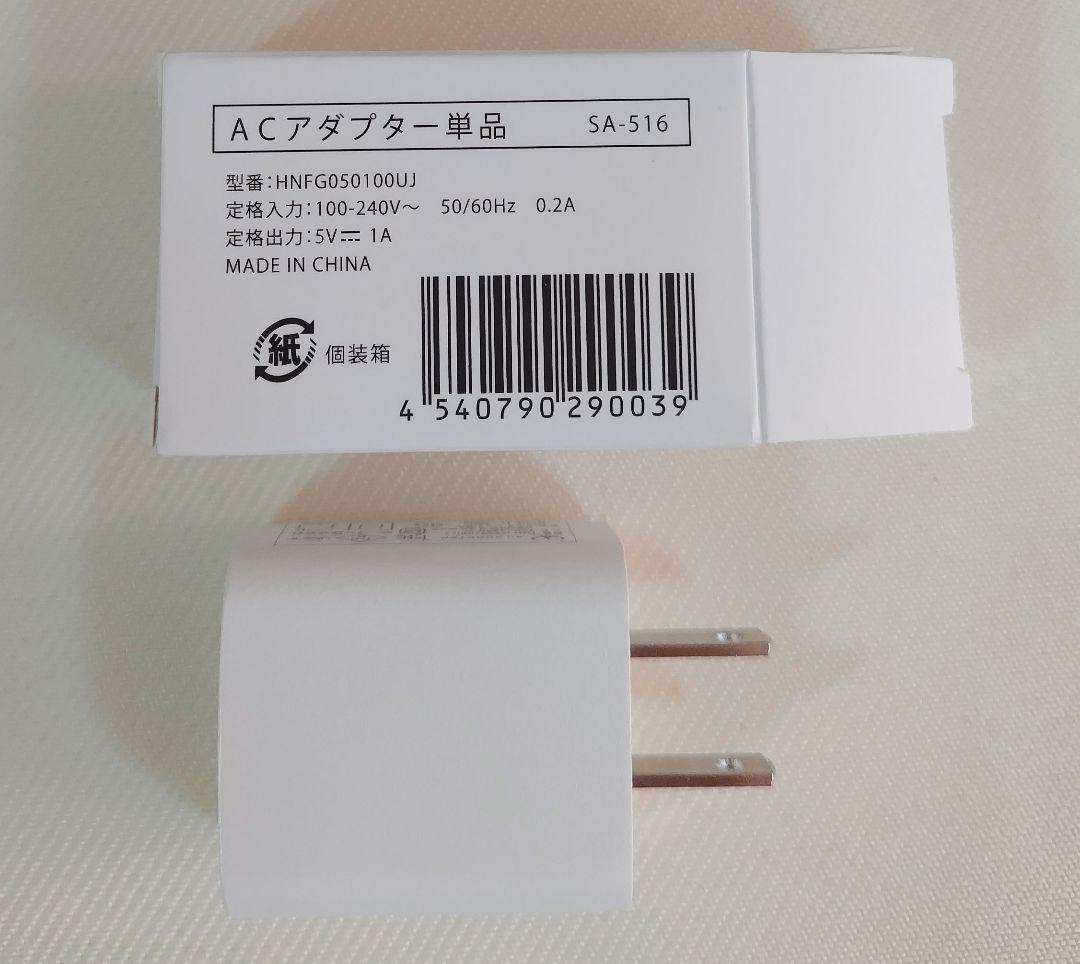 ACアダプター単品 SA-516
型番:HNFG050100UJ
定格入力:100-240V～ 50/60Hz 0.2A
定格出力:5V⎓ 1A
MADE IN CHINA
紙 個装箱
4 540790 290039